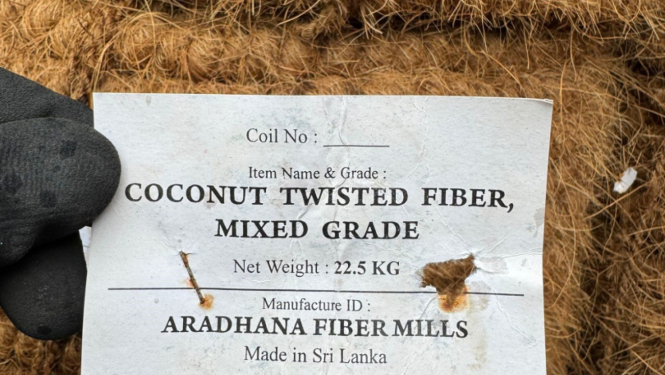 Coil No : ______
Item Name & Grade :
COCONUT TWISTED FIBER,
MIXED GRADE
Net Weight : 22.5 KG
Manufacture ID :
ARADHANA FIBER MILLS
Made in Sri Lanka